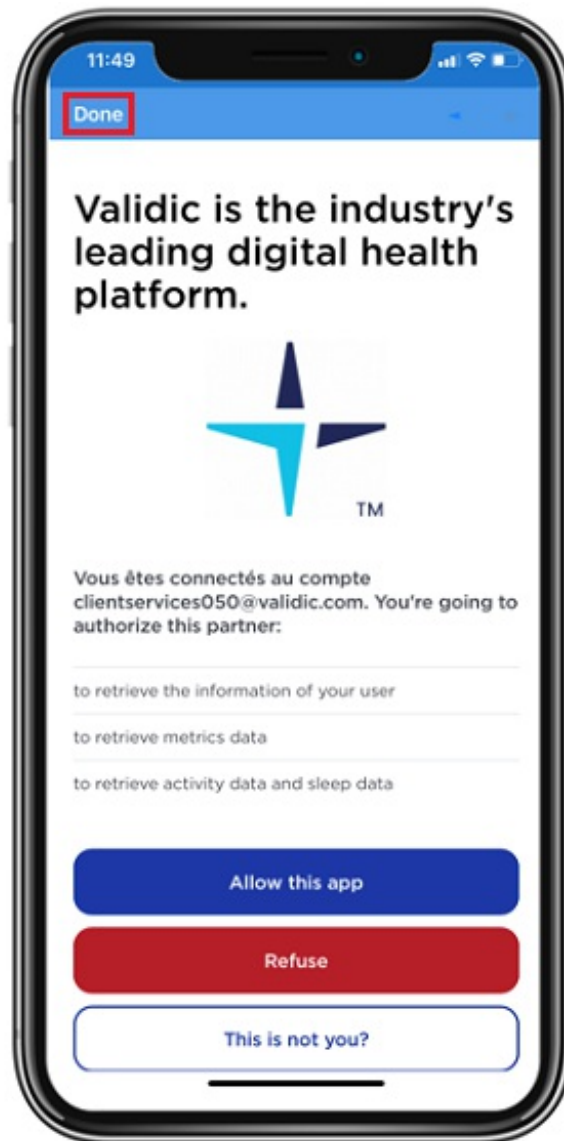 11:49
Done
Validic is the industry's
leading digital health
platform.
TM
Vous êtes connectés au compte
clientservices050@validic.com. You're going to
authorize this partner:
to retrieve the information of your user
to retrieve metrics data
to retrieve activity data and sleep data
Allow this app
Refuse
This is not you?